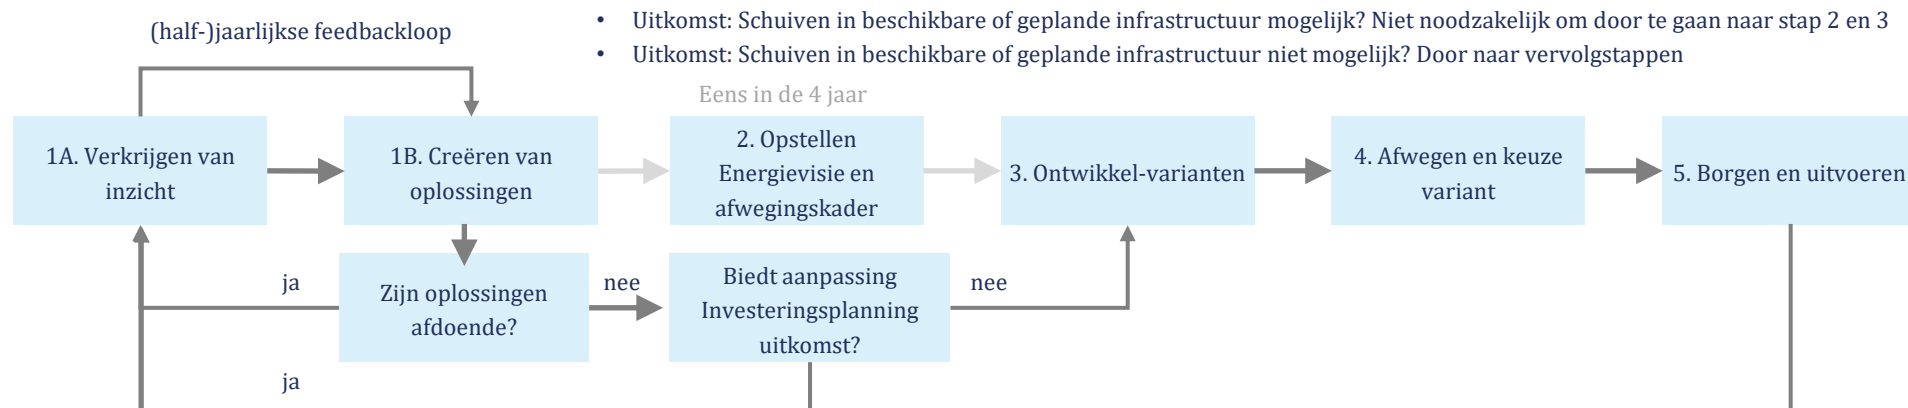 (half-)jaarlijkse feedbackloop
• Uitkomst: Schuiven in beschikbare of geplande infrastructuur mogelijk? Niet noodzakelijk om door te gaan naar stap 2 en 3
• Uitkomst: Schuiven in beschikbare of geplande infrastructuur niet mogelijk? Door naar vervolgstappen
Eens in de 4 jaar
1A. Verkrijgen van
inzicht
1B. Creëren van
oplossingen
2. Opstellen
Energievisie en
afwegingskader
3. Ontwikkel-varianten
4. Afwegen en keuze
variant
5. Borgen en uitvoeren
ja
Zijn oplossingen
afdoende?
nee
Biedt aanpassing
Investeringsplanning
uitkomst?
nee
ja